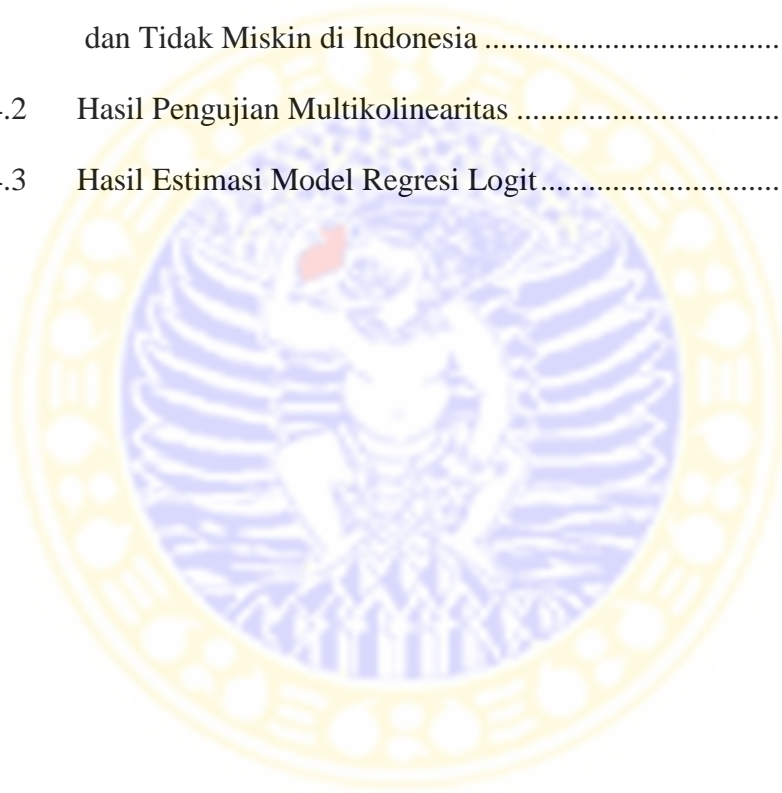 dan Tidak Miskin di Indonesia ......................................
.2 Hasil Pengujian Multikolinearitas ..................................
.3 Hasil Estimasi Model Regresi Logit...............................